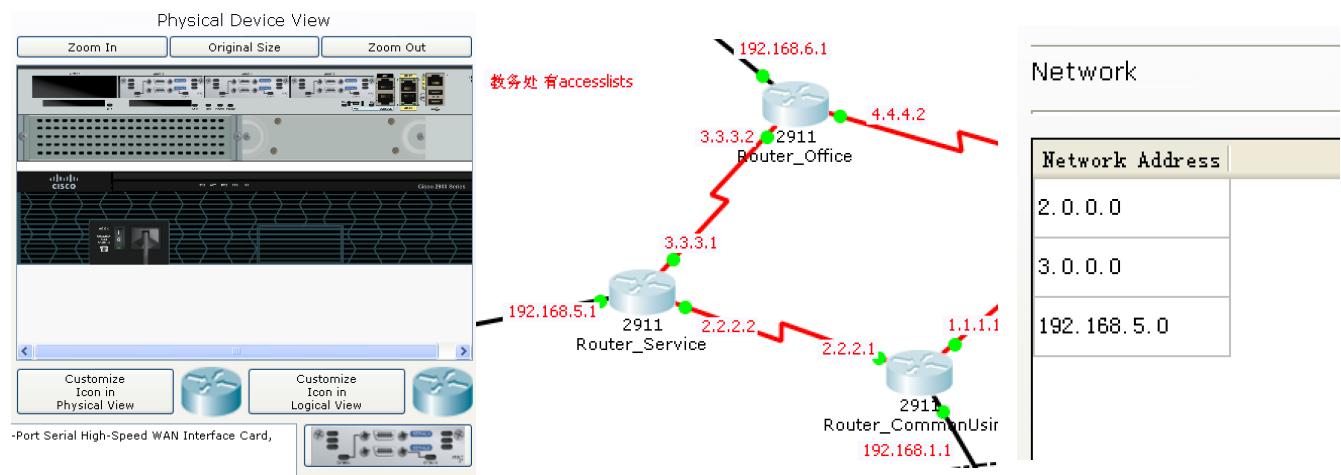 Physical Device View
Zoom In
Original Size
Zoom Out
CISCO
Cisco 2911 Series
Customize
Icon in
Physical View
Customize
Icon in
Logical View
-Port Serial High-Speed WAN Interface Card,
192.168.6.1
教务处 有accesslists
4.4.4.2
3.3.3.2
2911
Router_Office
3.3.3.1
192.168.5.1
2911
Router_Service
2.2.2.2
2.2.2.1
1.1.1.1
2911
Router_CommonUsin
192.168.1.1
Network
Network Address
2.0.0.0
3.0.0.0
192.168.5.0